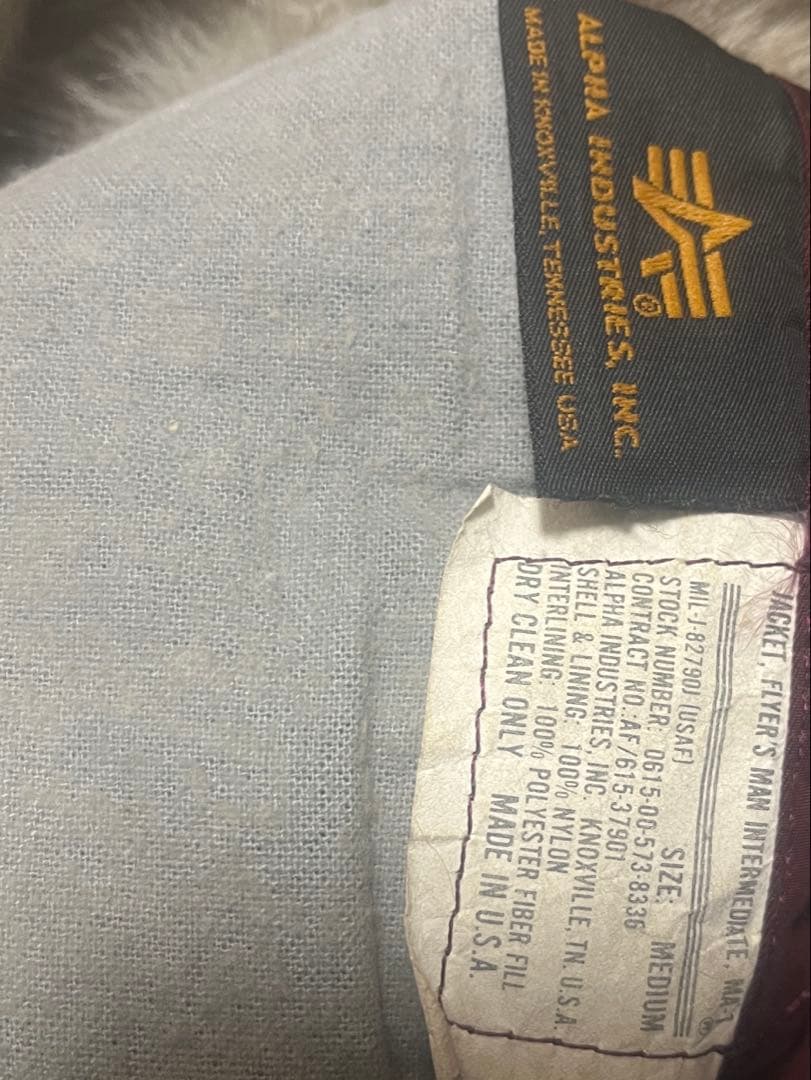 ALPHA INDUSTRIES, INC.
MADE IN KNOXVILLE, TENNESSEE USA
JACKET, FLYER'S MAN INTERMEDIATE, MA-1
MIL-J-8279OJ (USAF) SIZE: MEDIUM
STOCK NUMBER: 0615-00-573-8336
CONTRACT NO. AF/615-37901
ALPHA INDUSTRIES, INC. KNOXVILLE, TN. U.S.A.
SHELL & LINING: 100% NYLON
INTERLINING: 100% POLYESTER FIBER FILL
DRY CLEAN ONLY MADE IN U.S.A.